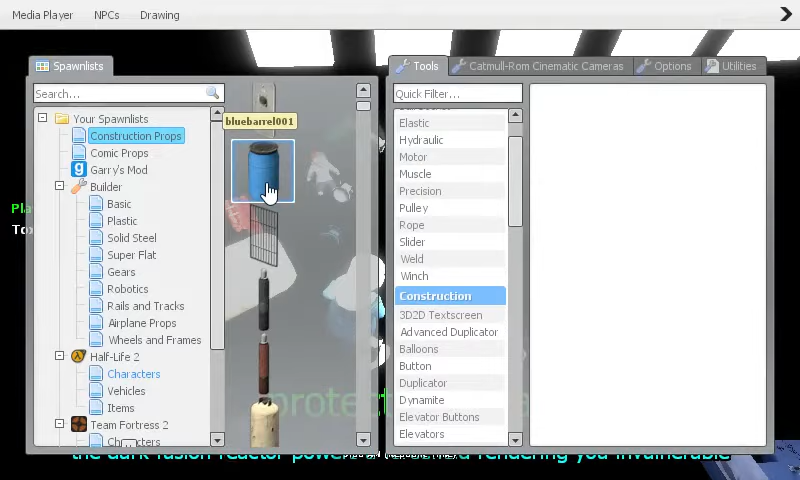 Media Player NPCs Drawing
Spawnlists
Search...
Your Spawnlists
Construction Props
Comic Props
Garry's Mod
Builder
Basic
Plastic
Solid Steel
Super Flat
Gears
Robotics
Rails and Tracks
Airplane Props
Wheels and Frames
Half-Life 2
Characters
Vehicles
Items
Team Fortress 2
Characters
bluebarrel001
Tools Catmull-Rom Cinematic Cameras Options Utilities
Quick Filter...
Elastic
Hydraulic
Motor
Muscle
Precision
Pulley
Rope
Slider
Weld
Winch
Construction
3D2D Textscreen
Advanced Duplicator
Balloons
Button
Duplicator
Dynamite
Elevator Buttons
Elevators
protect
the dark fusion reactor rendering you invulnerable